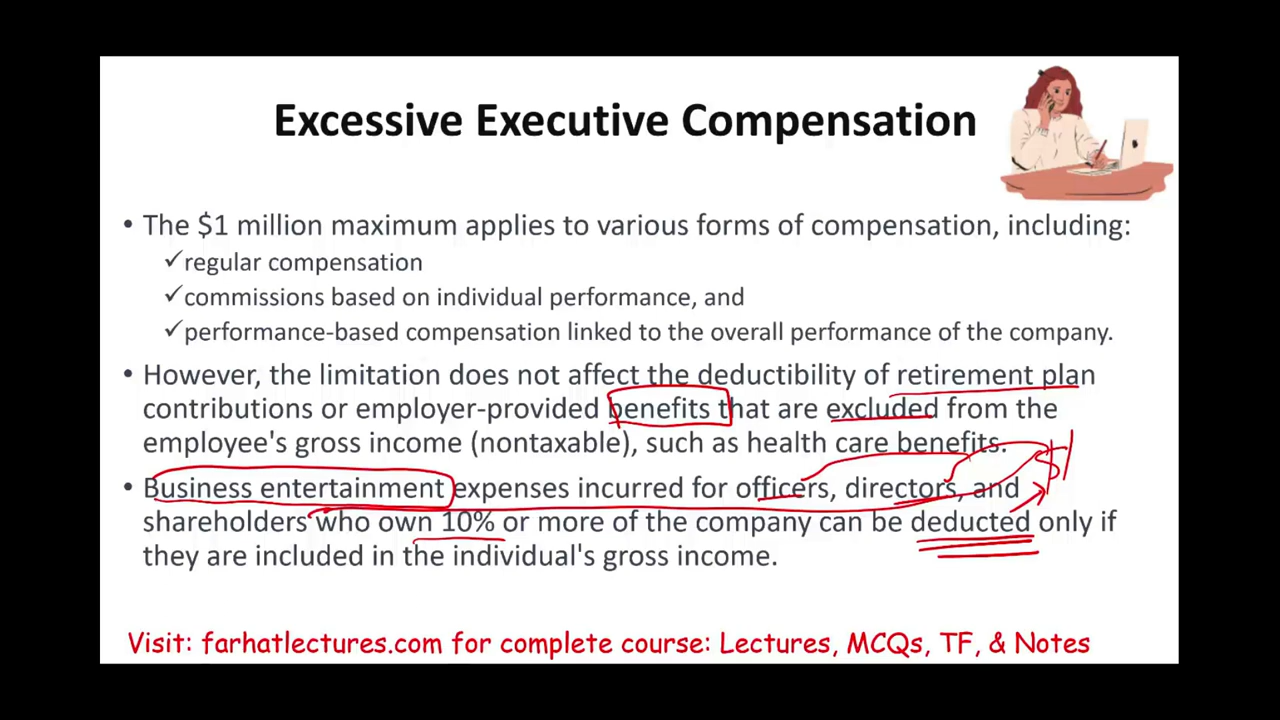 Excessive Executive Compensation
• The $1 million maximum applies to various forms of compensation, including:
✓regular compensation
✓commissions based on individual performance, and
✓performance-based compensation linked to the overall performance of the company.
• However, the limitation does not affect the deductibility of retirement plan
contributions or employer-provided benefits that are excluded from the
employee's gross income (nontaxable), such as health care benefits.
$1
• Business entertainment expenses incurred for officers, directors, and
shareholders who own 10% or more of the company can be deducted only if
they are included in the individual's gross income.
Visit: farhatlectures.com for complete course: Lectures, MCQs, TF, & Notes